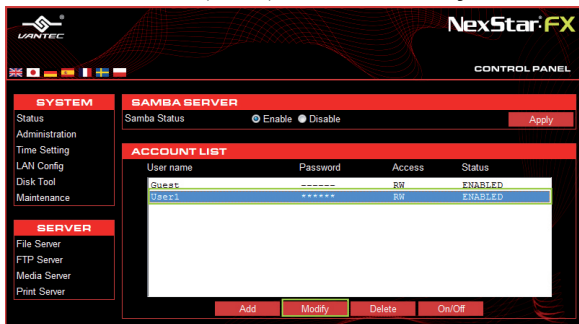 VANTEC
NexStar FX
CONTROL PANEL
SYSTEM
Status
Administration
Time Setting
LAN Config
Disk Tool
Maintenance
SERVER
File Server
FTP Server
Media Server
Print Server
SAMBA SERVER
Samba Status Enable Disable Apply
ACCOUNT LIST
User name Password Access Status
Guest ------ RW ENABLED
User1 ****** RW ENABLED
Add Modify Delete On/Off